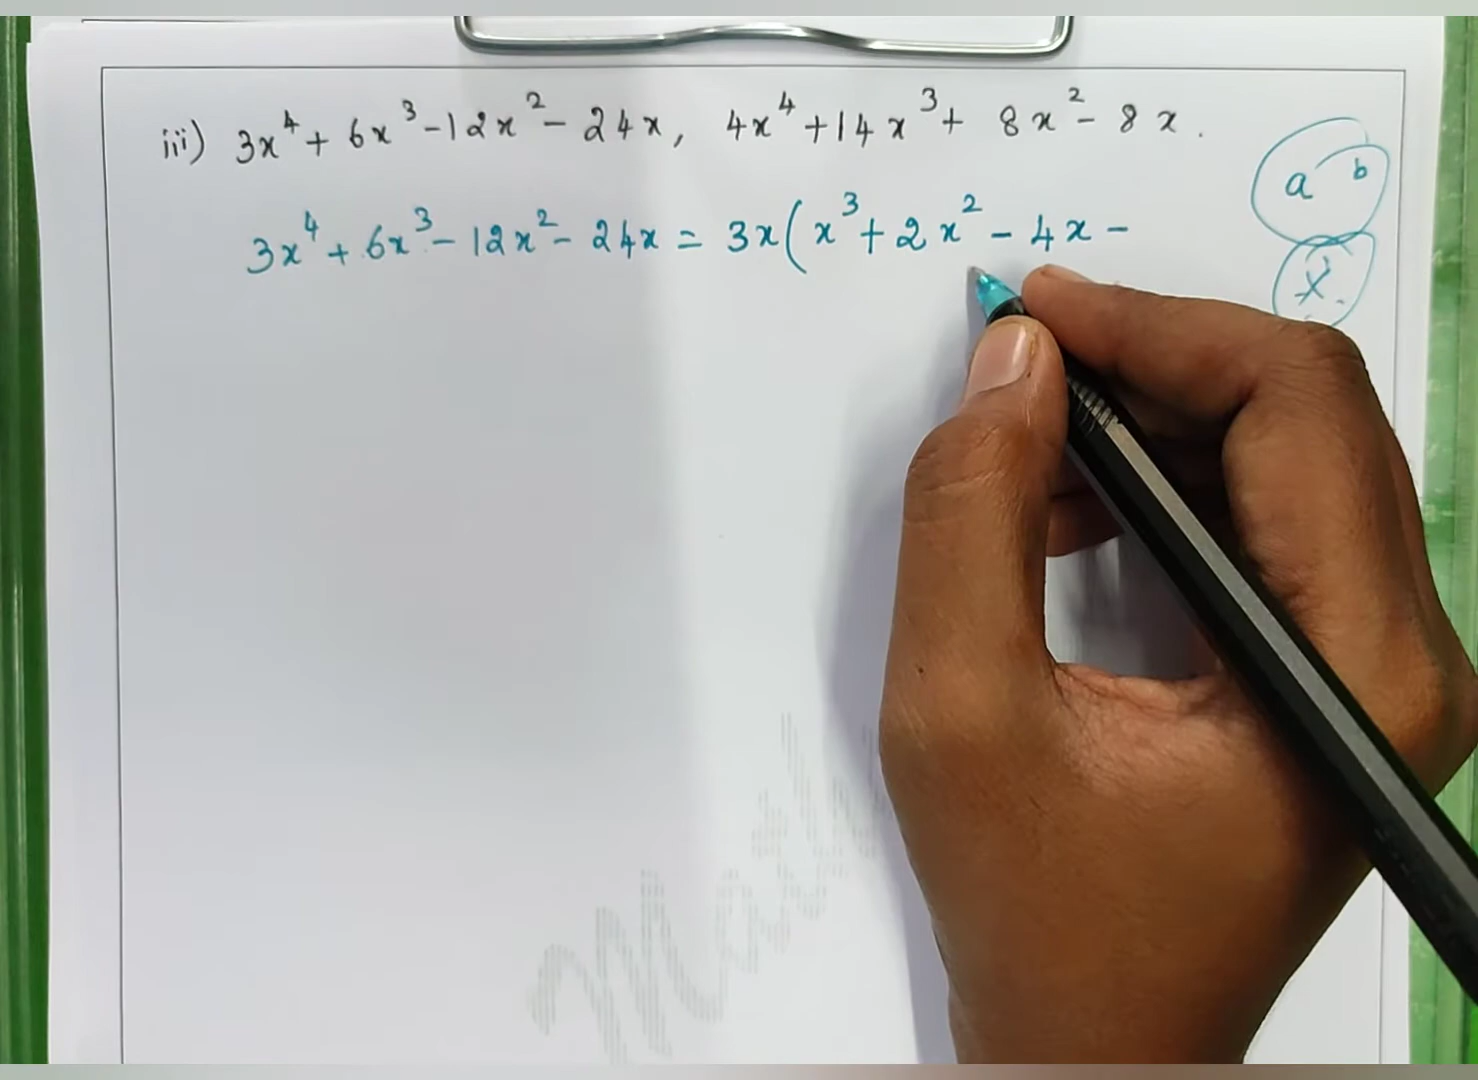 iii) 3x⁴ + 6x³ - 12x² - 24x, 4x⁴ + 14x³ + 8x² - 8x.
a b
3x⁴ + 6x³ - 12x² - 24x = 3x(x³ + 2x² - 4x -
x